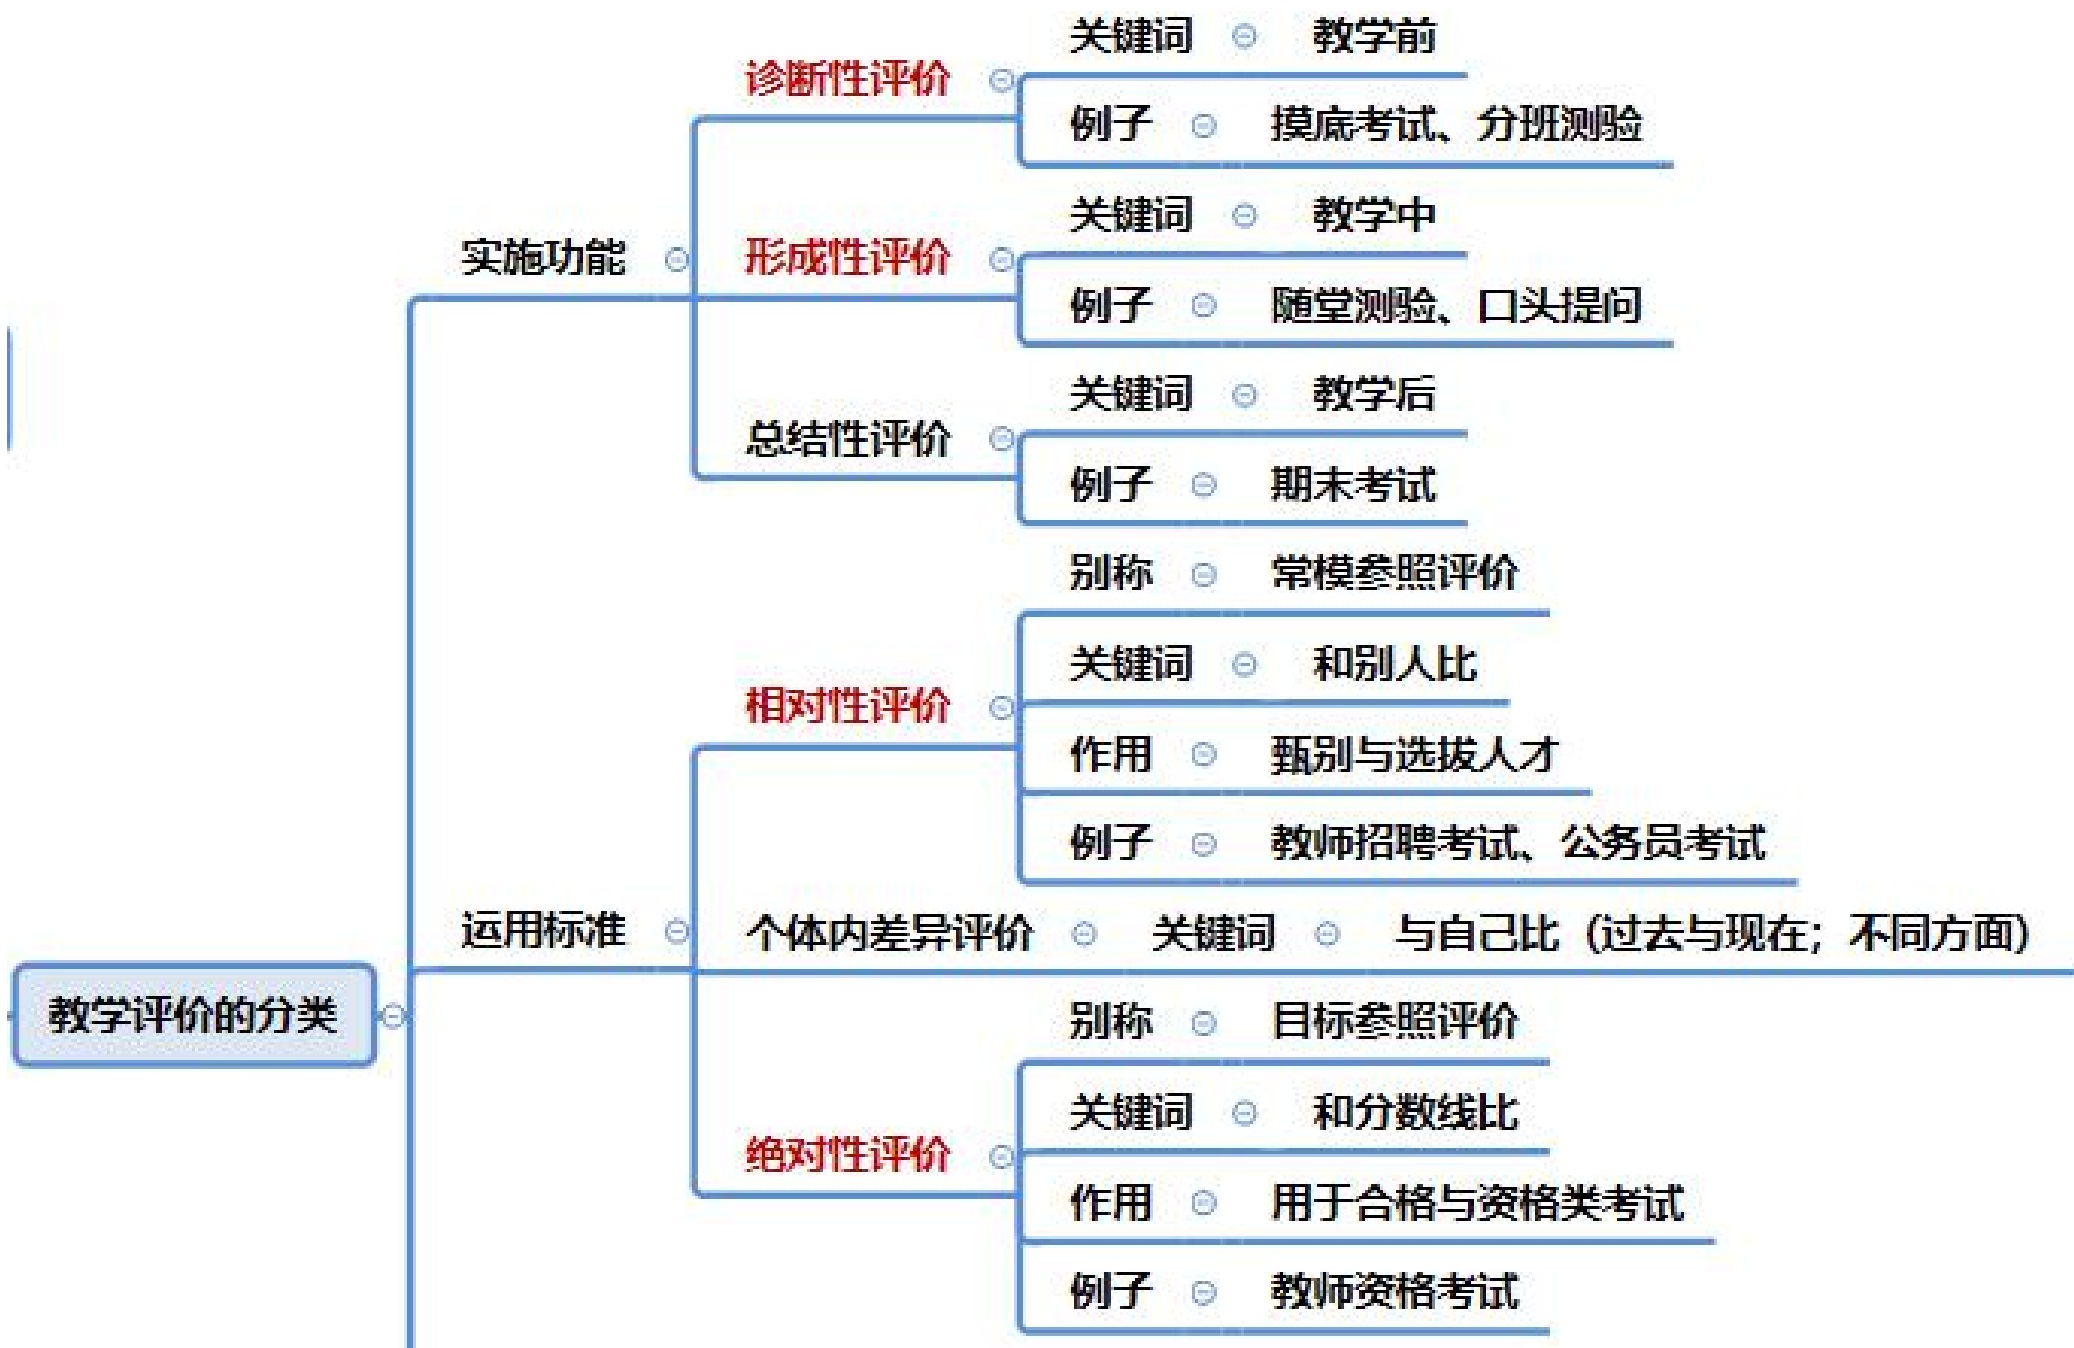 教学评价的分类
实施功能
诊断性评价
关键词 教学前
例子 摸底考试、分班测验
形成性评价
关键词 教学中
例子 随堂测验、口头提问
总结性评价
关键词 教学后
例子 期末考试
运用标准
相对性评价
别称 常模参照评价
关键词 和别人比
作用 甄别与选拔人才
例子 教师招聘考试、公务员考试
个体内差异评价 关键词 与自己比（过去与现在；不同方面）
绝对性评价
别称 目标参照评价
关键词 和分数线比
作用 用于合格与资格类考试
例子 教师资格考试